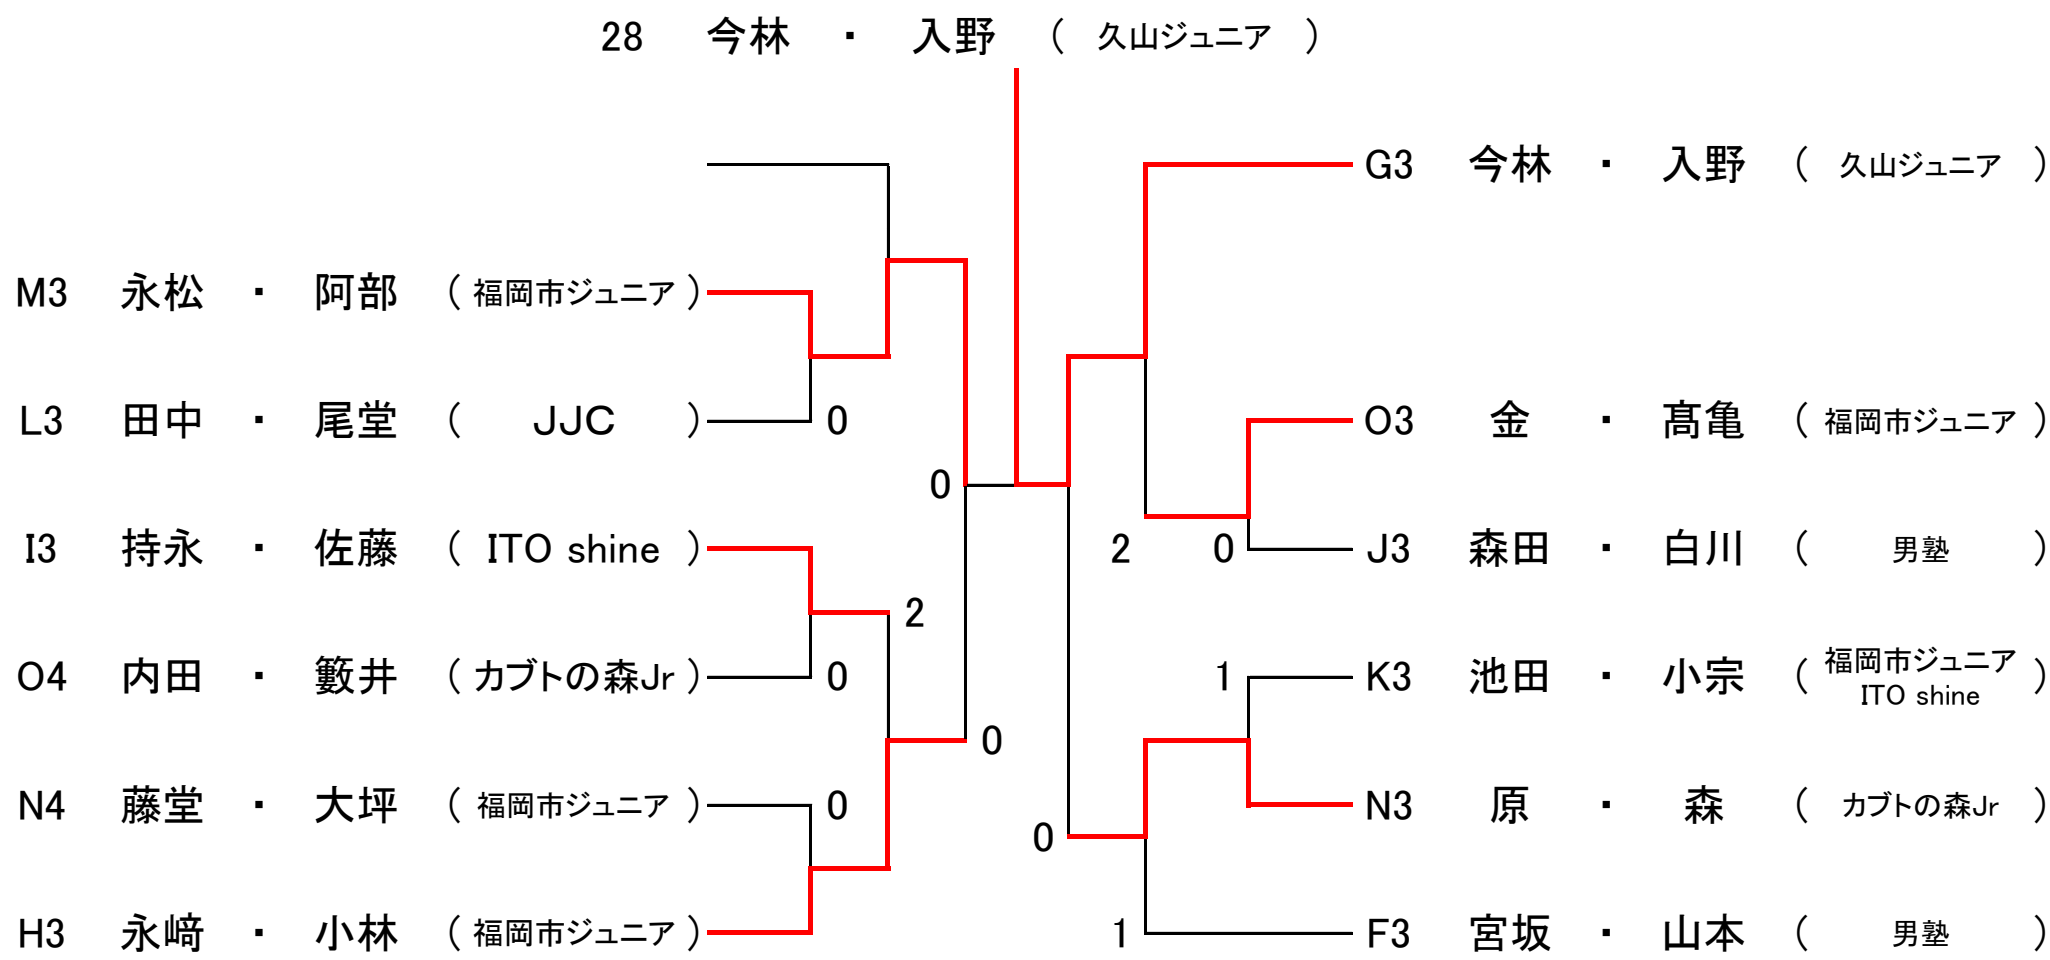 28 今林 ・ 入野 ( 久山ジュニア )
G3 今林 ・ 入野 ( 久山ジュニア )
M3 永松 ・ 阿部 ( 福岡市ジュニア )
L3 田中 ・ 尾堂 ( JJC ) 0
O3 金 ・ 髙亀 ( 福岡市ジュニア )
0
I3 持永 ・ 佐藤 ( ITO shine )
2 0 J3 森田 ・ 白川 ( 男塾 )
2
O4 内田 ・ 籔井 ( カブトの森Jr ) 0
1 K3 池田 ・ 小宗 ( 福岡市ジュニア
ITO shine )
0
N4 藤堂 ・ 大坪 ( 福岡市ジュニア ) 0
N3 原 ・ 森 ( カブトの森Jr )
0
H3 永﨑 ・ 小林 ( 福岡市ジュニア )
1 F3 宮坂 ・ 山本 ( 男塾 )